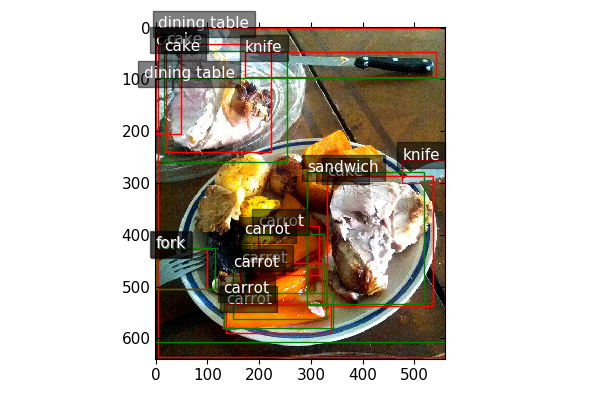 dining table
cake
cake
knife
dining table
0
100
200
300
400
500
600
knife
sandwich
cake
carrot
carrot
fork
carrot
carrot
carrot
carrot
0 100 200 300 400 500